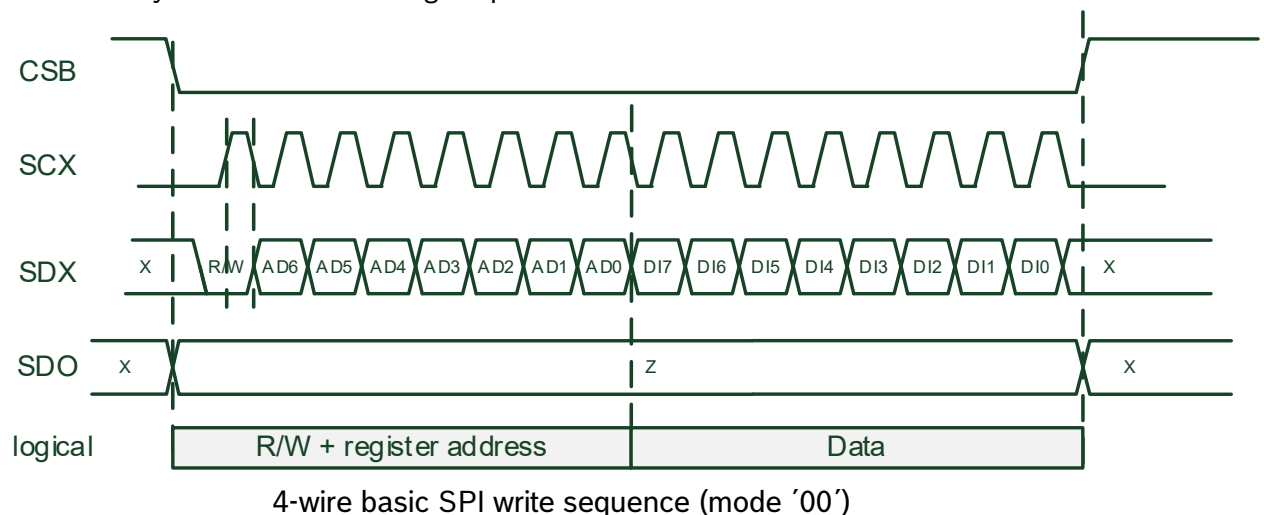 CSB
SCX
SDX X R/W AD6 AD5 AD4 AD3 AD2 AD1 AD0 DI7 DI6 DI5 DI4 DI3 DI2 DI1 DI0 X
SDO X Z X
logical R/W + register address Data
4-wire basic SPI write sequence (mode ´00´)